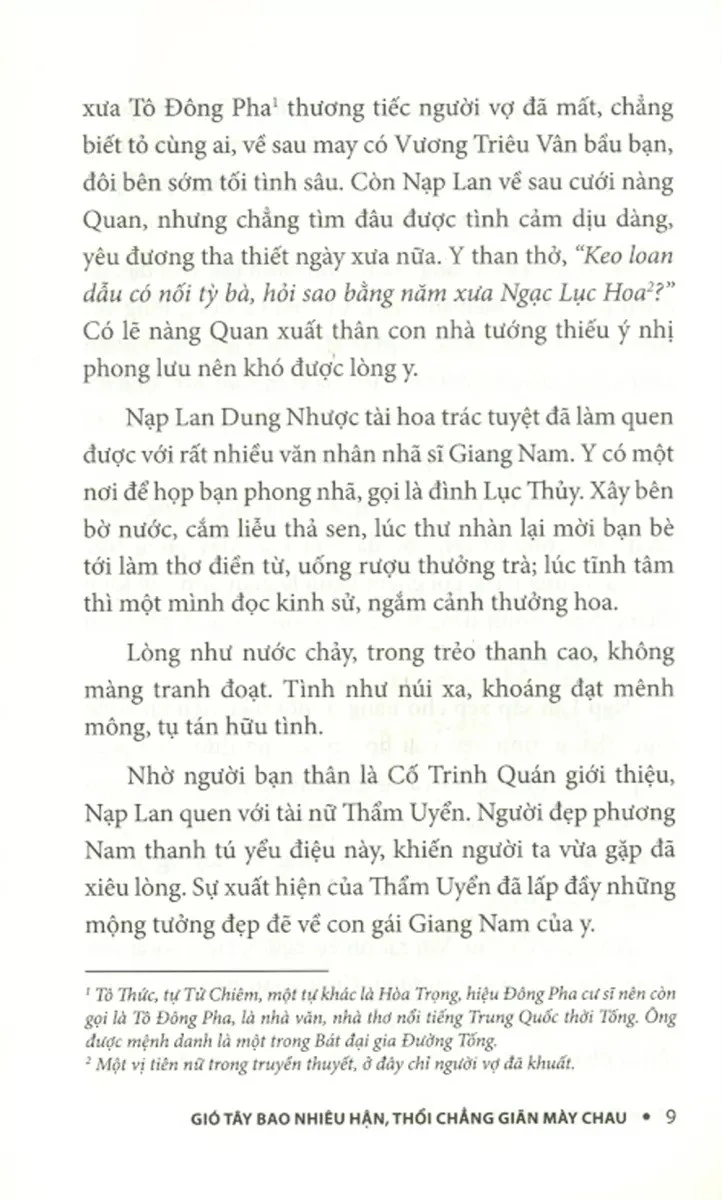 xưa Tô Đông Pha¹ thương tiếc người vợ đã mất, chẳng
biết tỏ cùng ai, về sau may có Vương Triêu Vân bầu bạn,
đôi bên sớm tối tình sâu. Còn Nạp Lan về sau cưới nàng
Quan, nhưng chẳng tìm đâu được tình cảm dịu dàng,
yêu đương tha thiết ngày xưa nữa. Y than thở, “Keo loan
dẫu có nối tỳ bà, hỏi sao bằng năm xưa Ngạc Lục Hoa²?”
Có lẽ nàng Quan xuất thân con nhà tướng thiếu ý nhị
phong lưu nên khó được lòng y.
Nạp Lan Dung Nhược tài hoa trác tuyệt đã làm quen
được với rất nhiều văn nhân nhã sĩ Giang Nam. Y có một
nơi để họp bạn phong nhã, gọi là đình Lục Thủy. Xây bên
bờ nước, cắm liễu thả sen, lúc thư nhàn lại mời bạn bè
tới làm thơ điền từ, uống rượu thưởng trà; lúc tĩnh tâm
thì một mình đọc kinh sử, ngắm cảnh thưởng hoa.
Lòng như nước chảy, trong trẻo thanh cao, không
màng tranh đoạt. Tình như núi xa, khoáng đạt mênh
mông, tụ tán hữu tình.
Nhờ người bạn thân là Cố Trinh Quán giới thiệu,
Nạp Lan quen với tài nữ Thẩm Uyển. Người đẹp phương
Nam thanh tú yểu điệu này, khiến người ta vừa gặp đã
xiêu lòng. Sự xuất hiện của Thẩm Uyển đã lấp đầy những
mộng tưởng đẹp đẽ về con gái Giang Nam của y.
¹ Tô Thức, tự Tử Chiêm, một tự khác là Hòa Trọng, hiệu Đông Pha cư sĩ nên còn
gọi là Tô Đông Pha, là nhà văn, nhà thơ nổi tiếng Trung Quốc thời Tống. Ông
được mệnh danh là một trong Bát đại gia Đường Tống.
² Một vị tiên nữ trong truyền thuyết, ở đây chỉ người vợ đã khuất.
GIÓ TÂY BAO NHIÊU HẬN, THỔI CHẲNG GIÃN MÀY CHAU • 9